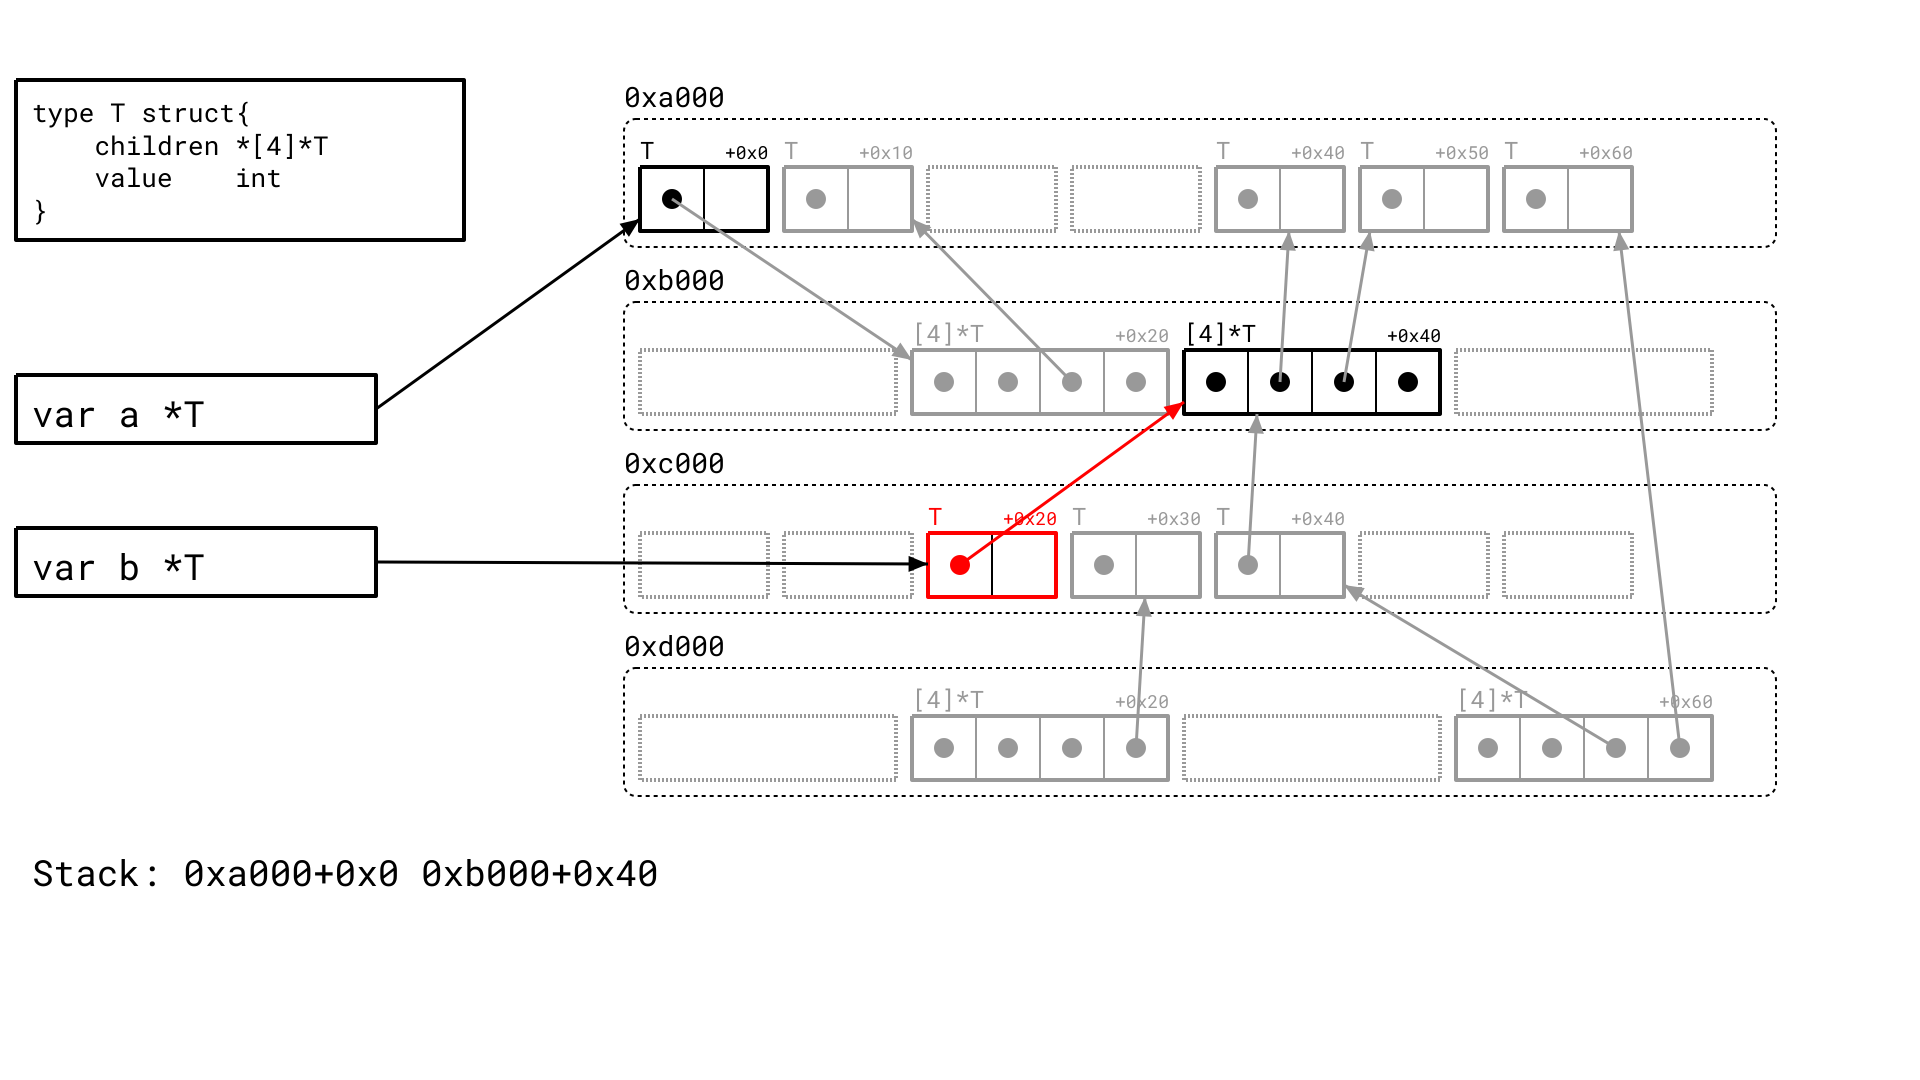 type T struct{
    children *[4]*T
    value    int
}
var a *T
var b *T
0xa000
T +0x0 T +0x10 T +0x40 T +0x50 T +0x60
0xb000
[4]*T +0x20 [4]*T +0x40
0xc000
T +0x20 T +0x30 T +0x40
0xd000
[4]*T +0x20 [4]*T +0x60
Stack: 0xa000+0x0 0xb000+0x40